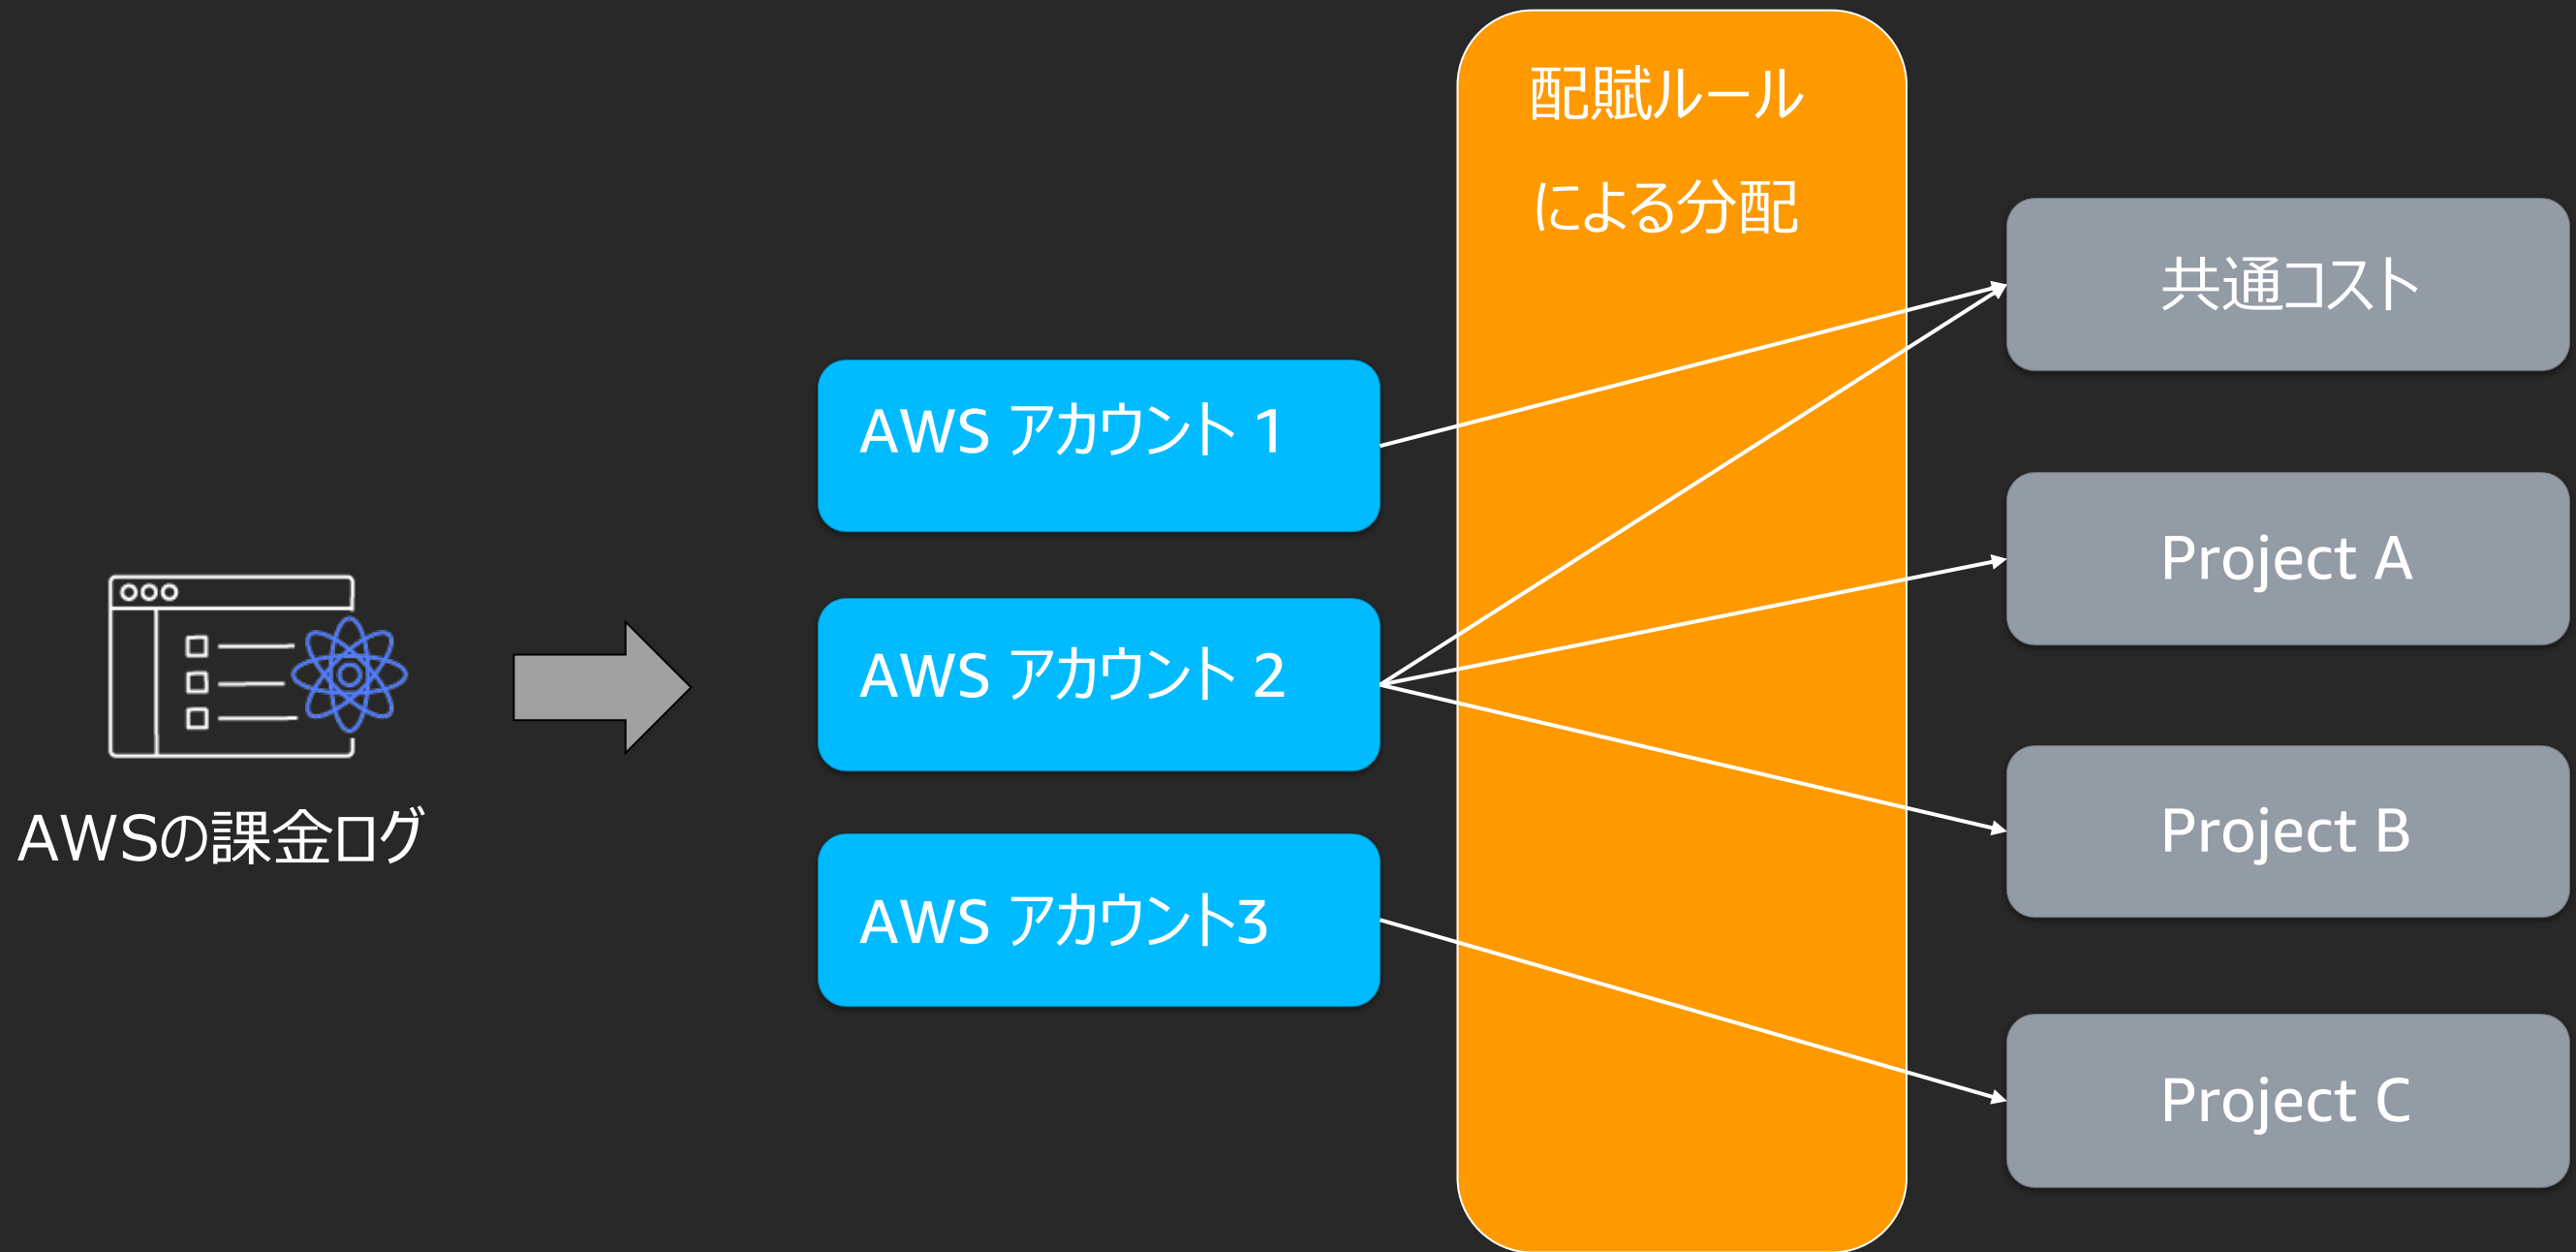 配賦ルール
による分配
共通コスト
AWS アカウント 1
Project A
AWS アカウント 2
AWSの課金ログ
Project B
AWS アカウント3
Project C